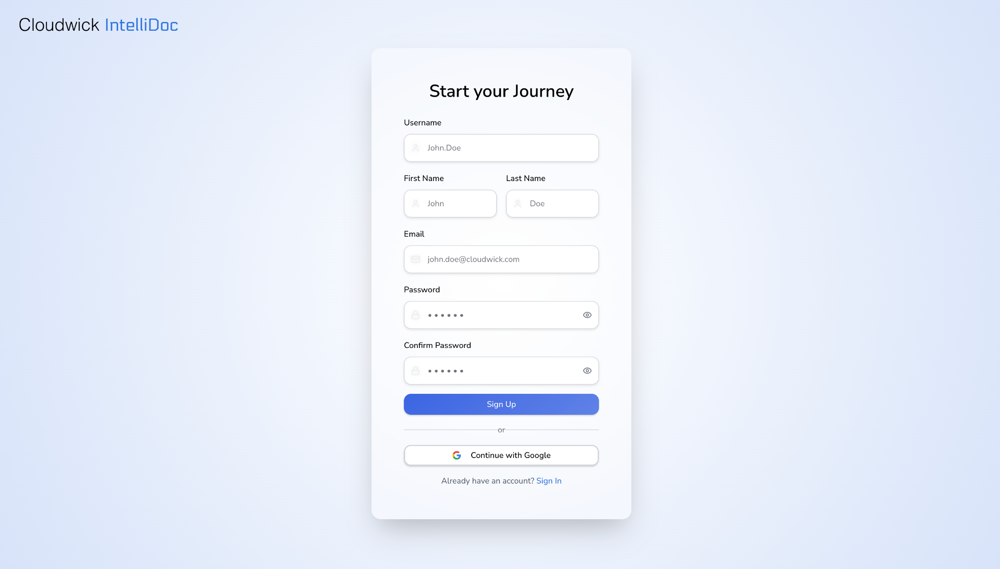 Cloudwick IntelliDoc
Start your Journey
Username
John.Doe
First Name
Last Name
John
Doe
Email
john.doe@cloudwick.com
Password
••••••
Confirm Password
••••••
Sign Up
or
Continue with Google
Already have an account? Sign In